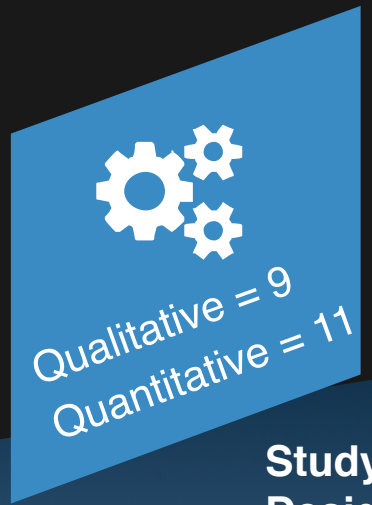 Qualitative = 9
Quantitative = 11
Study